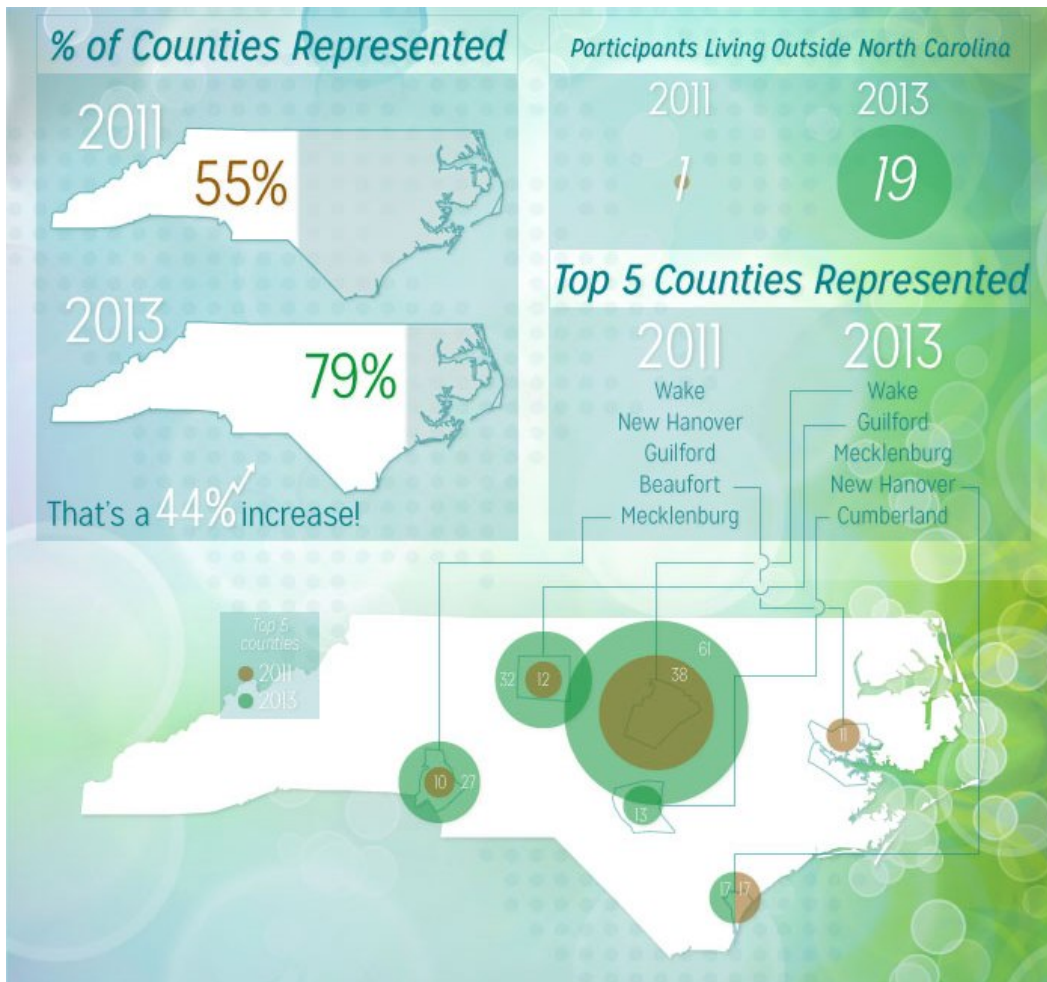 % of Counties Represented
2011
55%
2013
79%
That's a 44% increase!
Participants Living Outside North Carolina
2011
2013
1
19
Top 5 Counties Represented
2011
2013
Wake
New Hanover
Guilford
Beaufort
Mecklenburg
Wake
Guilford
Mecklenburg
New Hanover
Cumberland
Top 5
counties
2011
2013
32
12
61
38
11
10
27
13
17
17